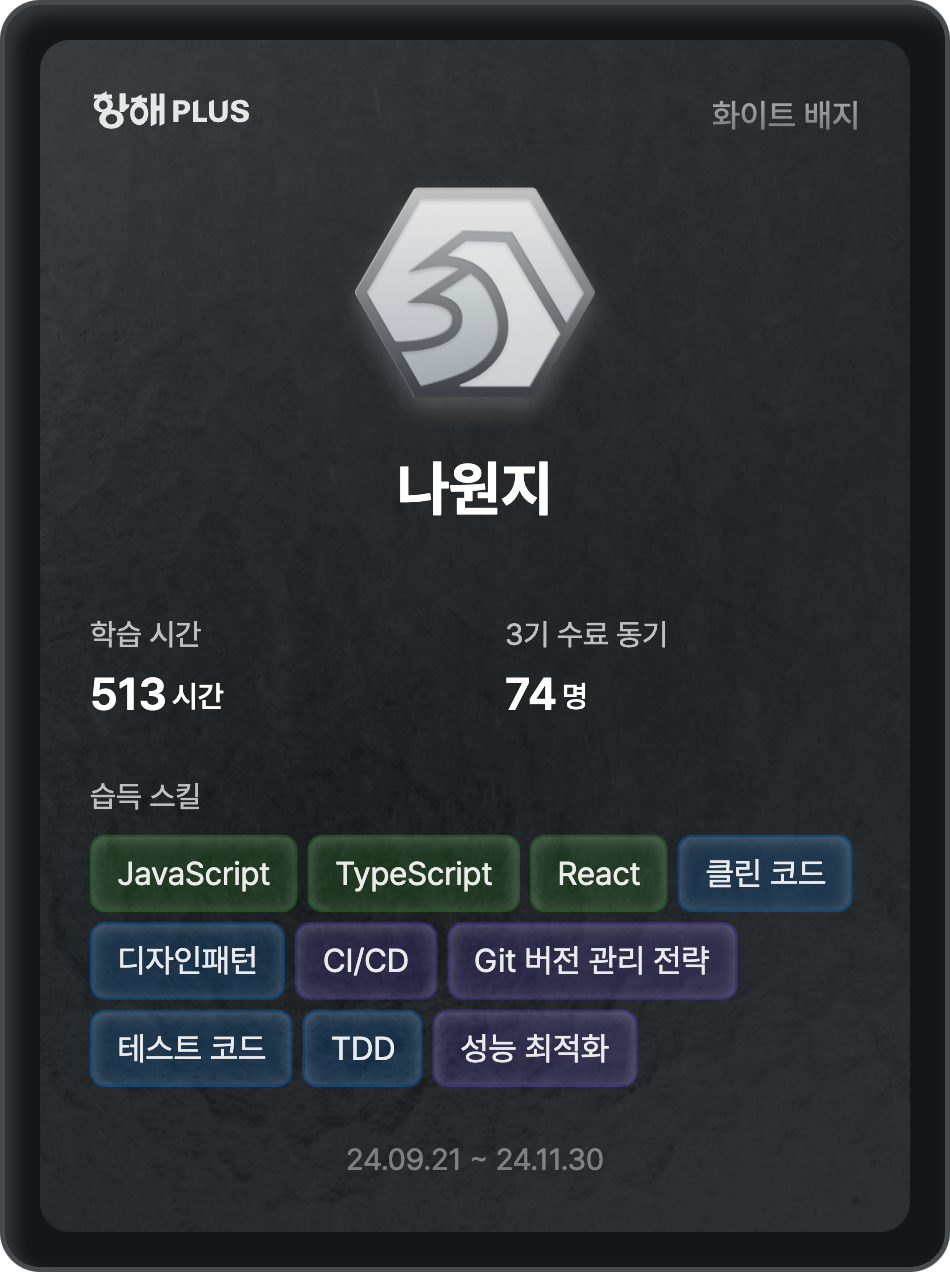 항해 PLUS
화이트 배지
나원지
학습 시간
513 시간
3기 수료 동기
74 명
습득 스킬
JavaScript TypeScript React 클린 코드
디자인패턴 CI/CD Git 버전 관리 전략
테스트 코드 TDD 성능 최적화
24.09.21 ~ 24.11.30